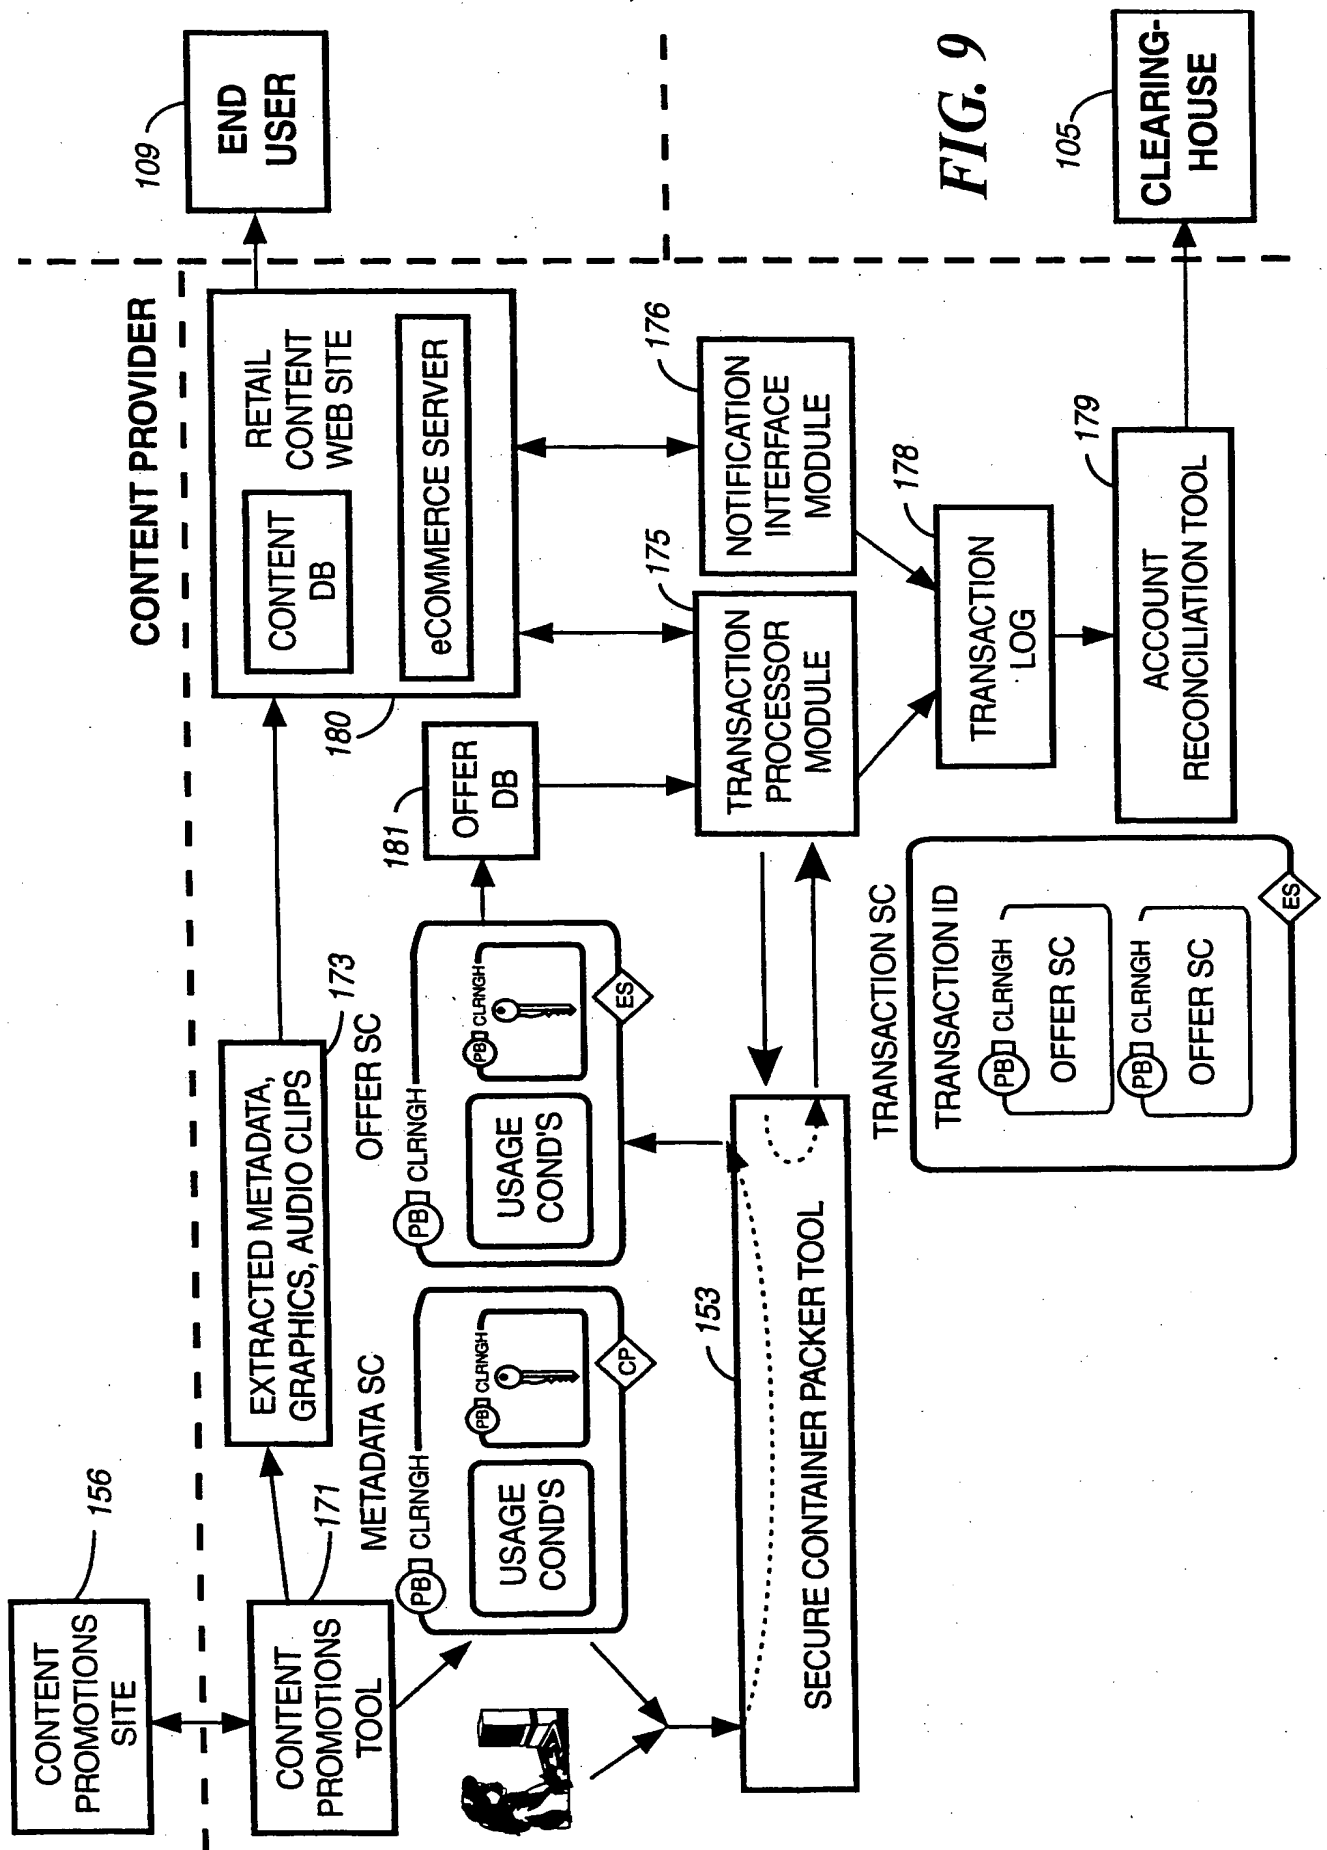 CONTENT
PROMOTIONS
SITE
156
CONTENT PROVIDER
CONTENT
PROMOTIONS
TOOL
171
EXTRACTED METADATA,
GRAPHICS, AUDIO CLIPS
173
CONTENT
DB
RETAIL
CONTENT
WEB SITE
eCOMMERCE SERVER
180
END
USER
109
METADATA SC
PB CLRNGH
USAGE
COND'S
PB CLRNGH
CP
OFFER SC
PB CLRNGH
USAGE
COND'S
PB CLRNGH
ES
OFFER
DB
181
SECURE CONTAINER PACKER TOOL
153
TRANSACTION
PROCESSOR
MODULE
175
NOTIFICATION
INTERFACE
MODULE
176
TRANSACTION
LOG
178
ACCOUNT
RECONCILIATION TOOL
179
TRANSACTION SC
TRANSACTION ID
PB CLRNGH
OFFER SC
PB CLRNGH
OFFER SC
ES
FIG. 9
CLEARING-
HOUSE
105